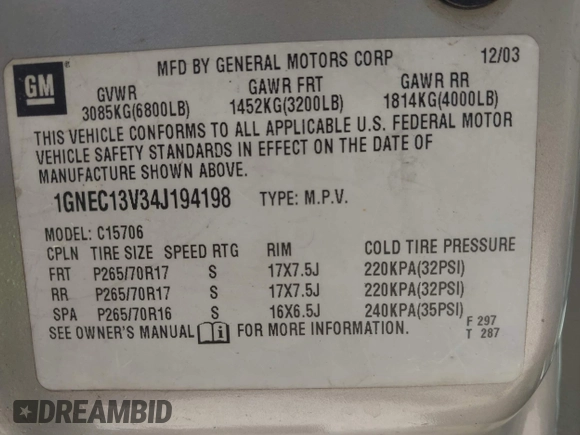 MFD BY GENERAL MOTORS CORP 12/03
GM
GVWR GAWR FRT GAWR RR
3085KG(6800LB) 1452KG(3200LB) 1814KG(4000LB)
THIS VEHICLE CONFORMS TO ALL APPLICABLE U.S. FEDERAL MOTOR
VEHICLE SAFETY STANDARDS IN EFFECT ON THE DATE OF
MANUFACTURE SHOWN ABOVE.
1GNEC13V34J194198 TYPE: M.P.V.
MODEL: C15706
CPLN TIRE SIZE SPEED RTG RIM COLD TIRE PRESSURE
FRT P265/70R17 S 17X7.5J 220KPA(32PSI)
RR P265/70R17 S 17X7.5J 220KPA(32PSI)
SPA P265/70R16 S 16X6.5J 240KPA(35PSI)
SEE OWNER'S MANUAL FOR MORE INFORMATION.
F 297
T 287
DREAMBID